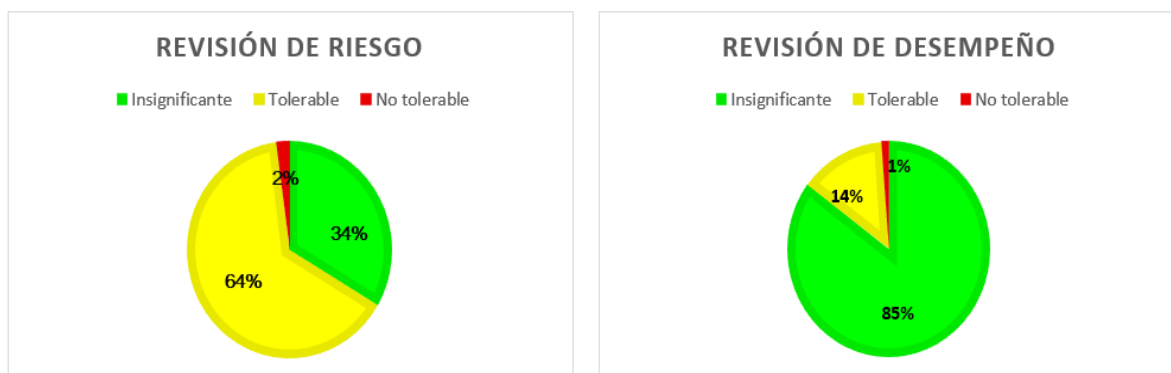 REVISIÓN DE RIESGO
Insignificante Tolerable No tolerable
2%
34%
64%
REVISIÓN DE DESEMPEÑO
Insignificante Tolerable No tolerable
1%
14%
85%